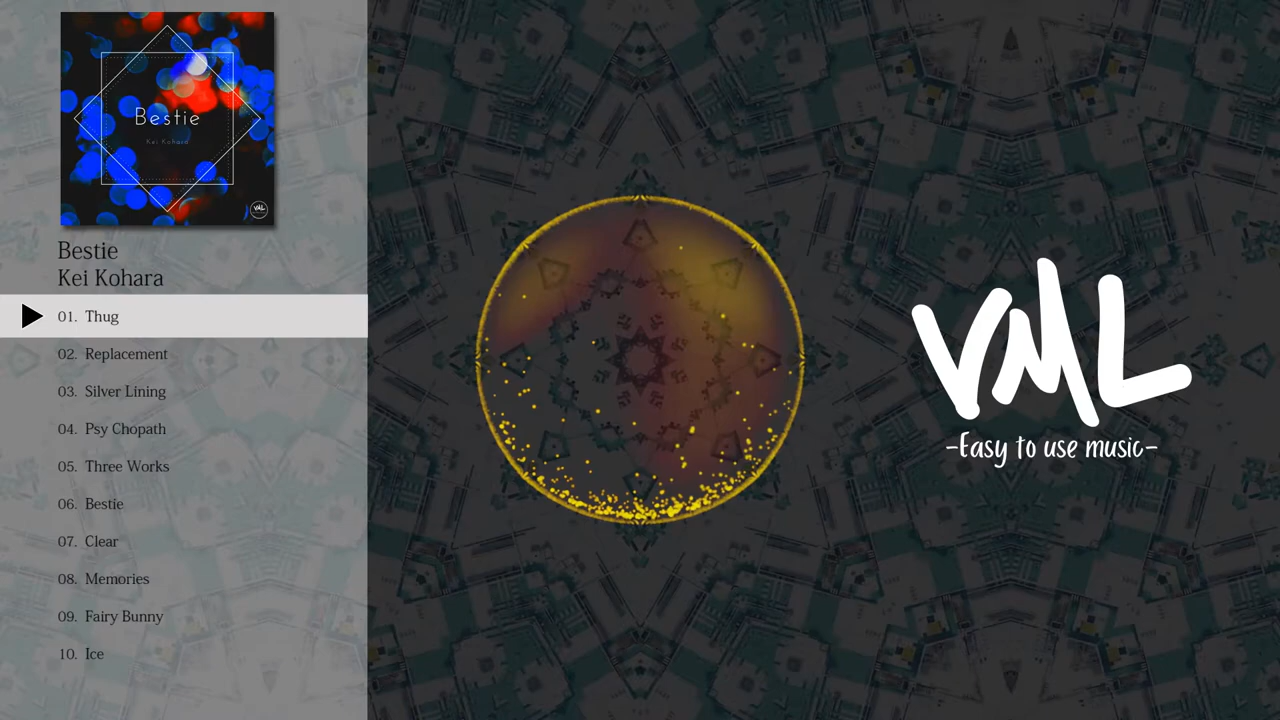 Bestie
Kei Kohara
VML
Bestie
Kei Kohara
01. Thug
02. Replacement
03. Silver Lining
04. Psy Chopath
05. Three Works
06. Bestie
07. Clear
08. Memories
09. Fairy Bunny
10. Ice
VML
-Easy to use music-